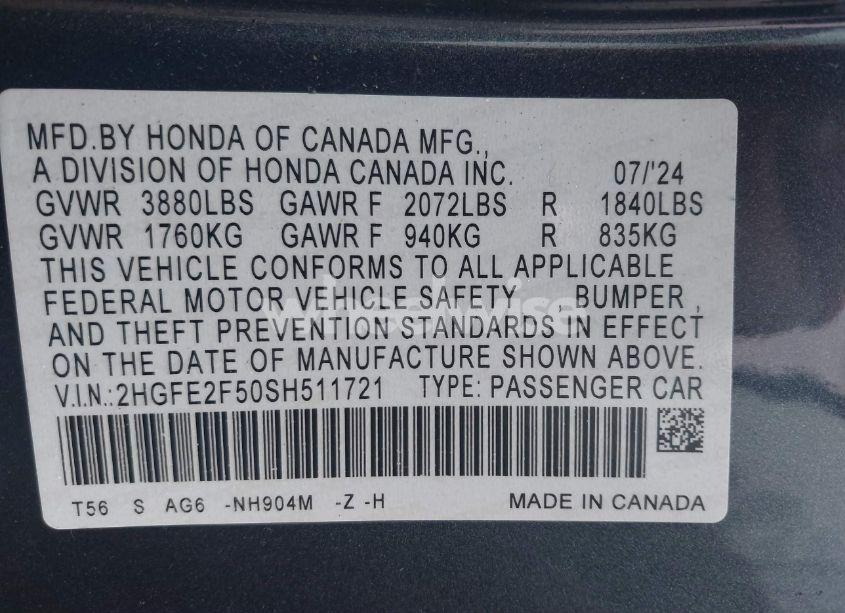 MFD.BY HONDA OF CANADA MFG.,
A DIVISION OF HONDA CANADA INC. 07/'24
GVWR 3880LBS GAWR F 2072LBS R 1840LBS
GVWR 1760KG GAWR F 940KG R 835KG
THIS VEHICLE CONFORMS TO ALL APPLICABLE
FEDERAL MOTOR VEHICLE SAFETY, BUMPER,
AND THEFT PREVENTION STANDARDS IN EFFECT
ON THE DATE OF MANUFACTURE SHOWN ABOVE.
V.I.N.:2HGFE2F50SH511721 TYPE: PASSENGER CAR
T56 S AG6 -NH904M -Z -H MADE IN CANADA